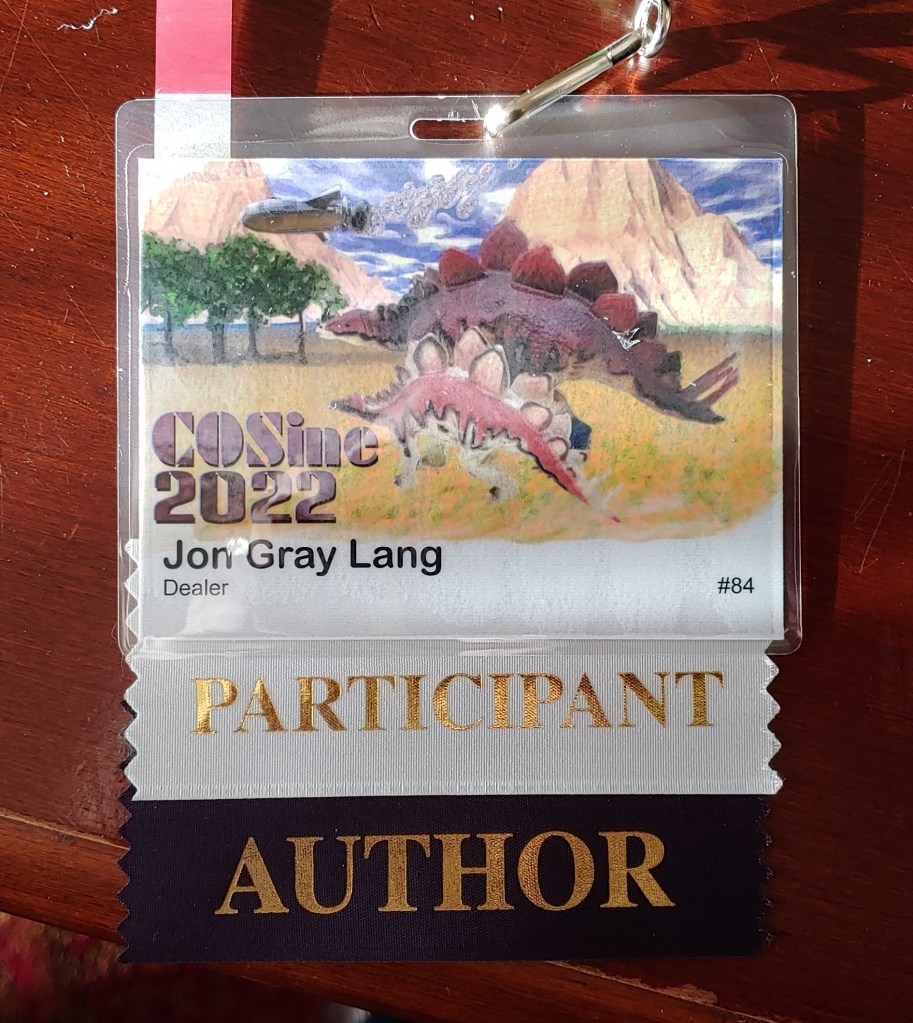 COSine
2022
Jon Gray Lang
Dealer #84
PARTICIPANT
AUTHOR